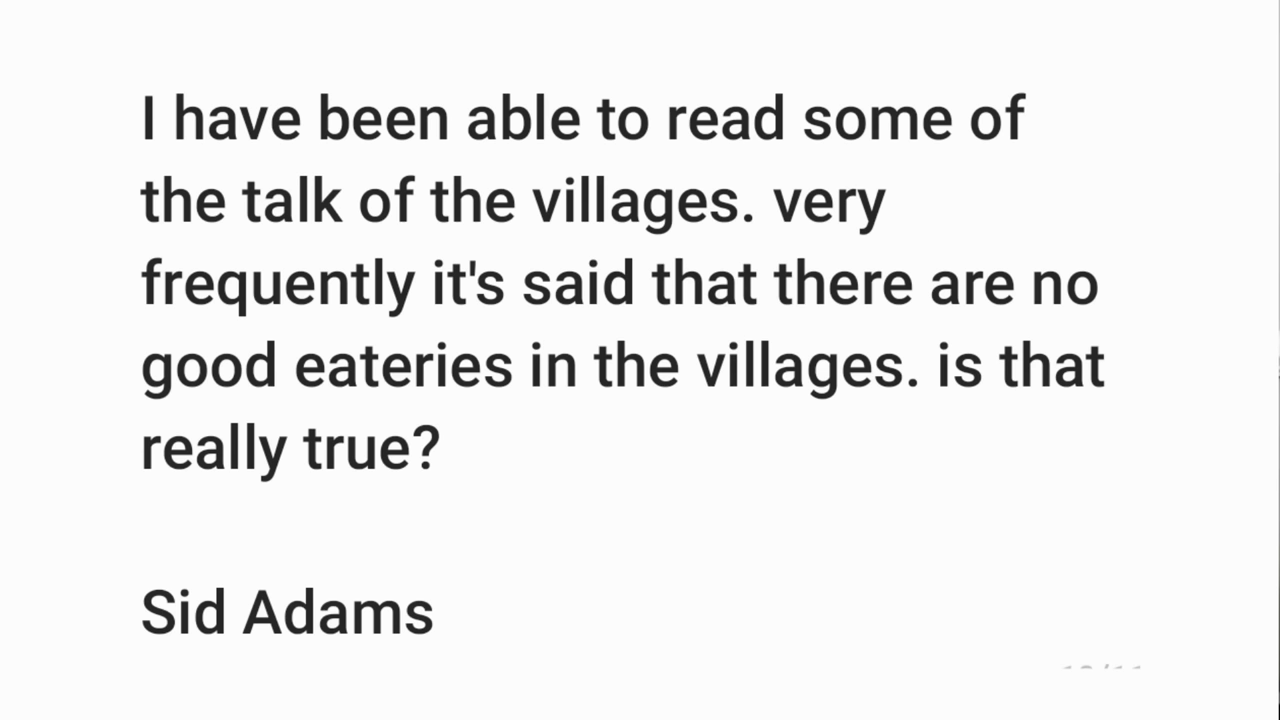 I have been able to read some of
the talk of the villages. very
frequently it's said that there are no
good eateries in the villages. is that
really true?
Sid Adams